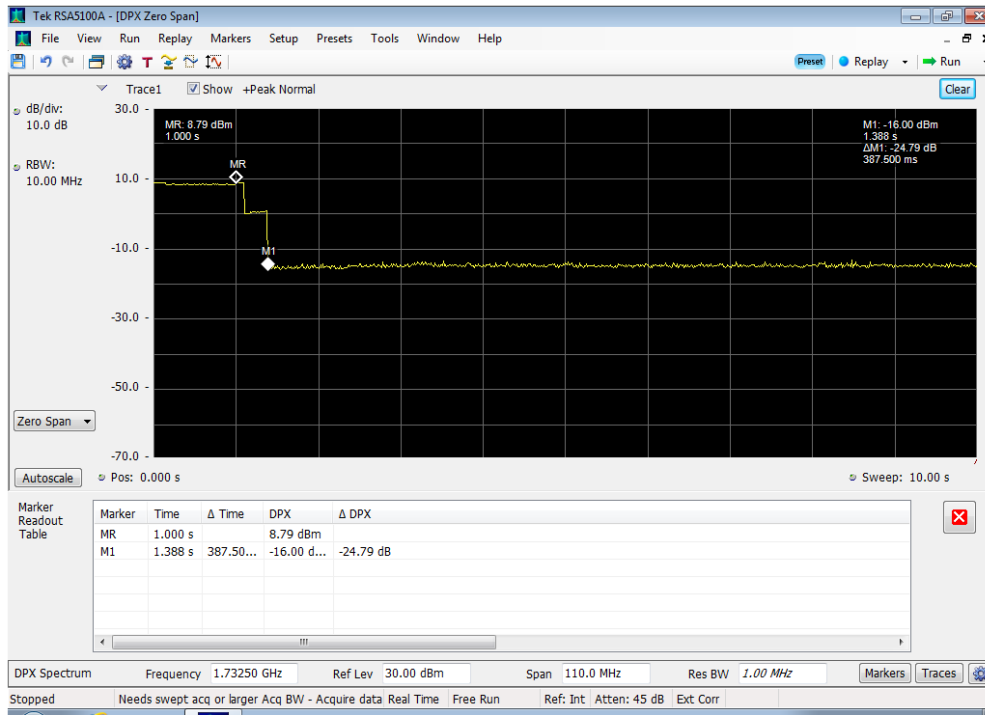 Tek RSA5100A - [DPX Zero Span]
File View Run Replay Markers Setup Presets Tools Window Help
T Preset Replay Run
Trace1 Show +Peak Normal Clear
dB/div:
10.0 dB
RBW:
10.00 MHz
30.0 -
10.0 -
-10.0 -
-30.0 -
-50.0 -
-70.0 -
MR: 8.79 dBm
1.000 s
MR
M1
M1: -16.00 dBm
1.388 s
ΔM1: -24.79 dB
387.500 ms
Zero Span
Autoscale Pos: 0.000 s Sweep: 10.00 s
Marker
Readout
Table
Marker Time Δ Time DPX Δ DPX
MR 1.000 s 8.79 dBm
M1 1.388 s 387.50... -16.00 d... -24.79 dB
DPX Spectrum Frequency 1.73250 GHz Ref Lev 30.00 dBm Span 110.0 MHz Res BW 1.00 MHz Markers Traces
Stopped Needs swept acq or larger Acq BW - Acquire data Real Time Free Run Ref: Int Atten: 45 dB Ext Corr